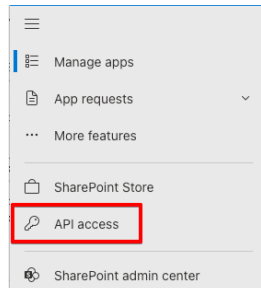 Manage apps
App requests
More features
SharePoint Store
API access
SharePoint admin center